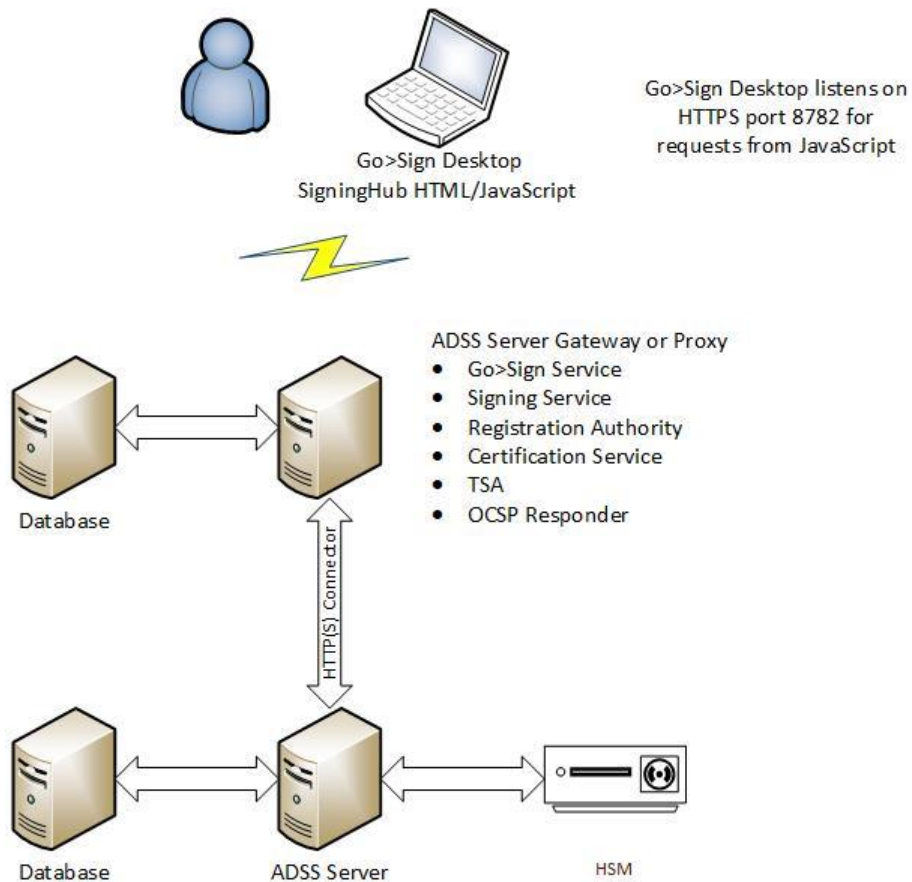 Go>Sign Desktop
SigningHub HTML/JavaScript
Go>Sign Desktop listens on
HTTPS port 8782 for
requests from JavaScript
ADSS Server Gateway or Proxy
• Go>Sign Service
• Signing Service
• Registration Authority
• Certification Service
• TSA
• OCSP Responder
Database
HTTP(S) Connector
Database
ADSS Server
HSM